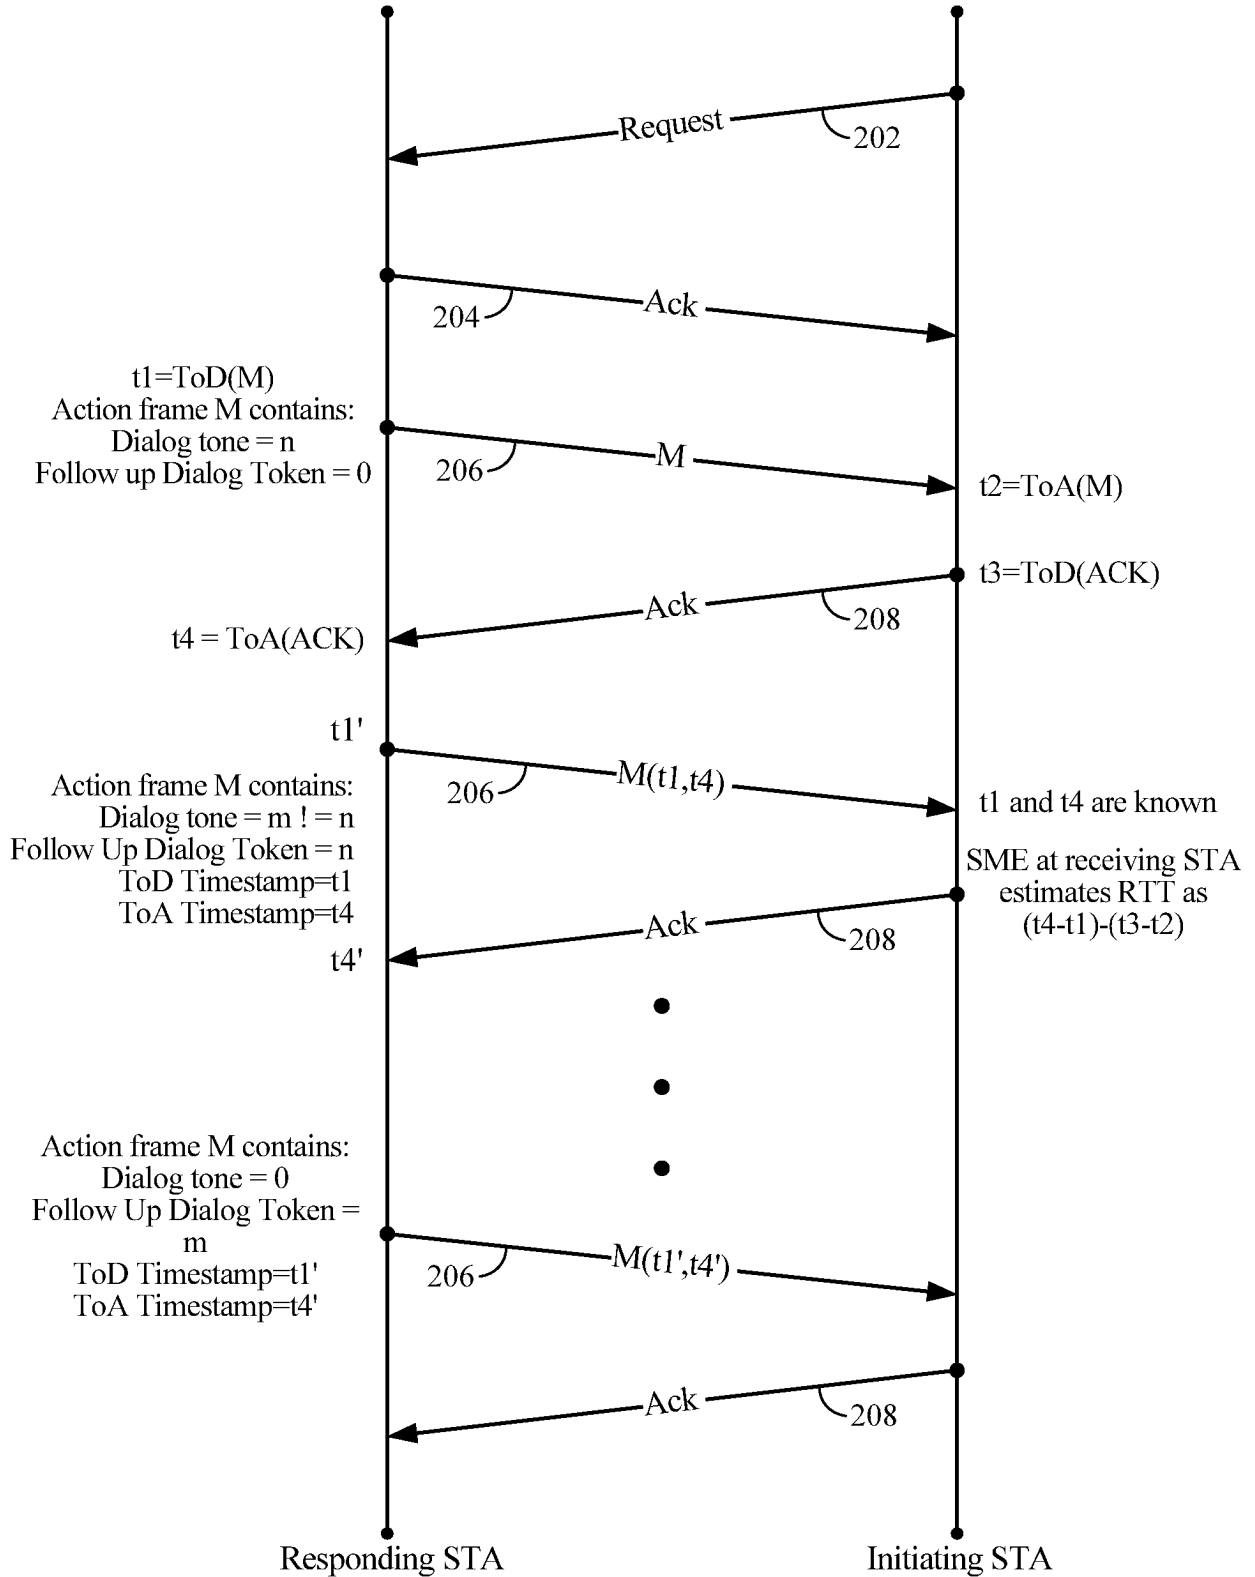 Request
202
Ack
204
t1=ToD(M)
Action frame M contains:
Dialog tone = n
Follow up Dialog Token = 0
M
206
t2=ToA(M)
t3=ToD(ACK)
Ack
208
t4 = ToA(ACK)
t1'
M(t1,t4)
206
Action frame M contains:
Dialog tone = m ! = n
Follow Up Dialog Token = n
ToD Timestamp=t1
ToA Timestamp=t4
t1 and t4 are known
SME at receiving STA
estimates RTT as
(t4-t1)-(t3-t2)
Ack
208
t4'
Action frame M contains:
Dialog tone = 0
Follow Up Dialog Token =
m
ToD Timestamp=t1'
ToA Timestamp=t4'
M(t1',t4')
206
Ack
208
Responding STA
Initiating STA